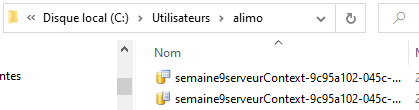 « Disque local (C:) > Utilisateurs > alimo
Nom
ntes
semaine9serveurContext-9c95a102-045c-...
semaine9serveurContext-9c95a102-045c-...